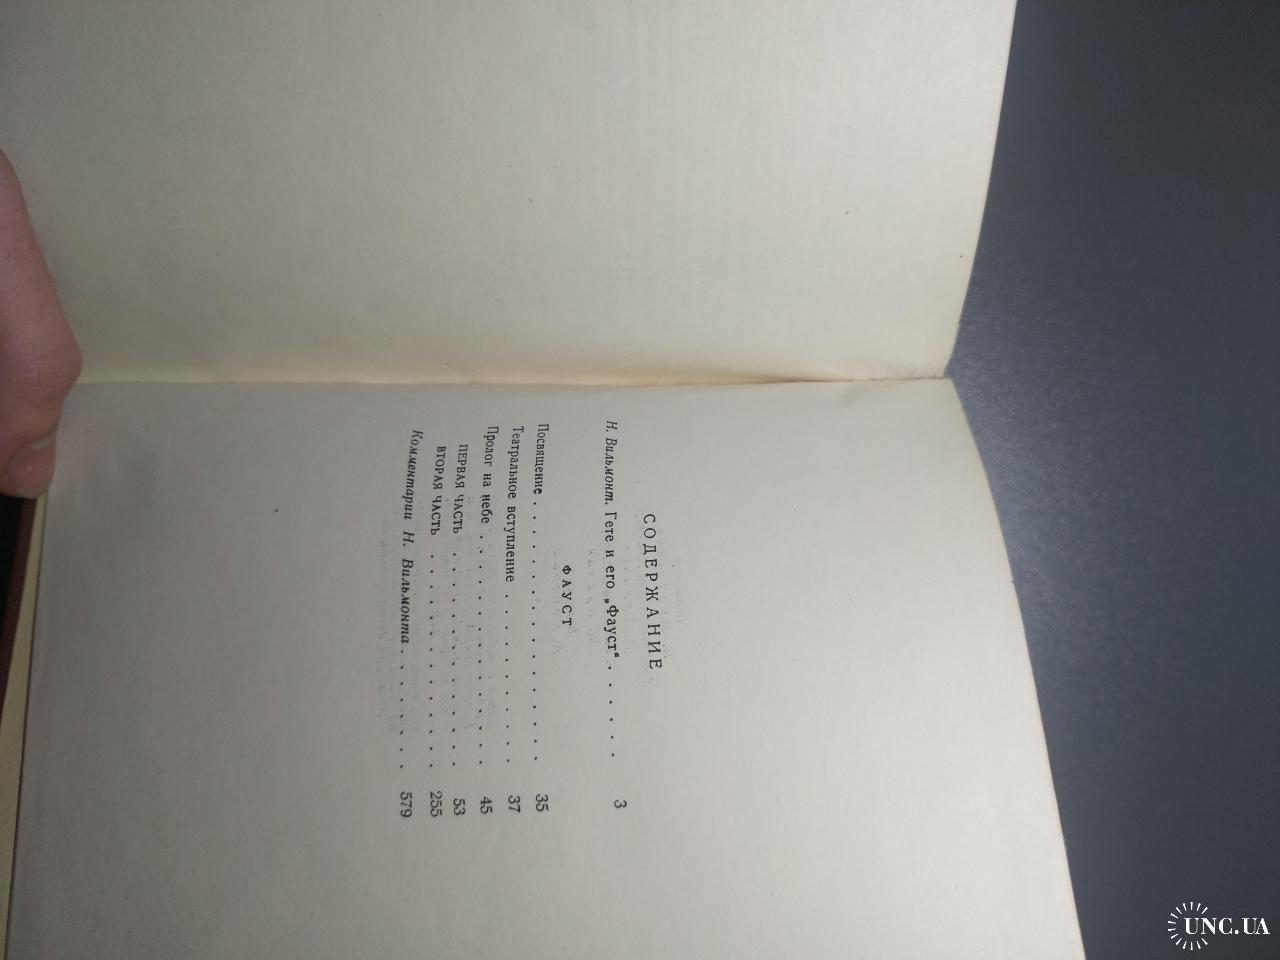 СОДЕРЖАНИЕ
Н. Вильмонт. Гете и его „Фауст“ . . . . . . 3
ФАУСТ
Посвящение . . . . . . . . . . . . 35
Театральное вступление . . . . . . . . 37
Пролог на небе . . . . . . . . . . . 45
ПЕРВАЯ ЧАСТЬ . . . . . . . . . . . 53
ВТОРАЯ ЧАСТЬ . . . . . . . . . . . 255
Комментарии Н. Вильмонта . . . . . . . 579
UNC.UA